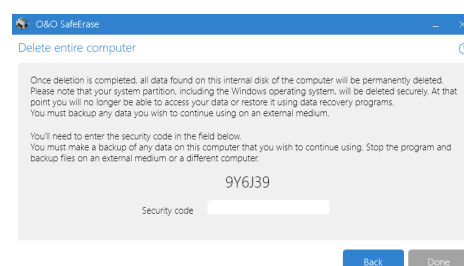 O&O SafeErase
Delete entire computer
Once deletion is completed, all data found on this internal disk of the computer will be permanently deleted.
Please note that your system partition, including the Windows operating system, will be deleted securely. At that
point you will no longer be able to access your data or restore it using data recovery programs.
You must backup any data you wish to continue using on an external medium.
You'll need to enter the security code in the field below.
You must make a backup of any data on this computer that you wish to continue using. Stop the program and
backup files on an external medium or a different computer.
9Y6J39
Security code
Back
Done